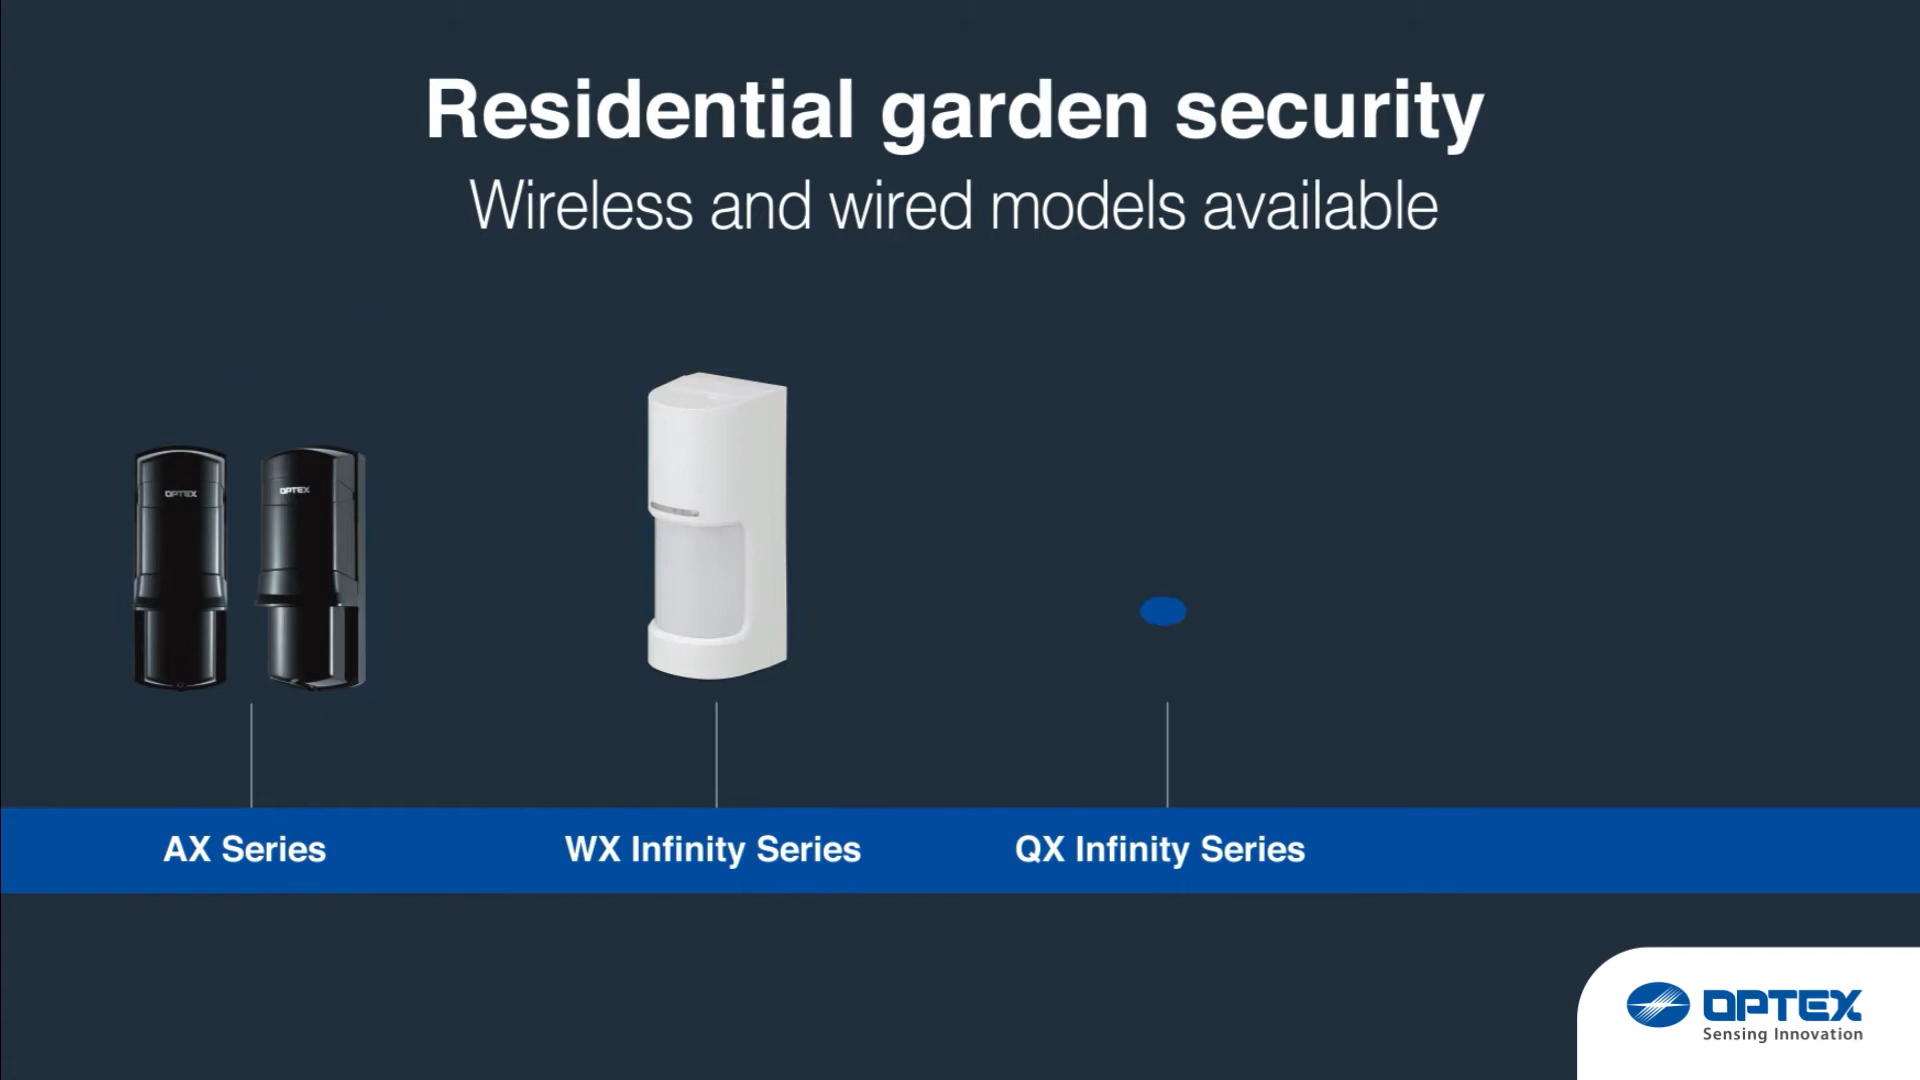 Residential garden security
Wireless and wired models available
OPTEX
OPTEX
AX Series
WX Infinity Series
QX Infinity Series
OPTEX
Sensing Innovation